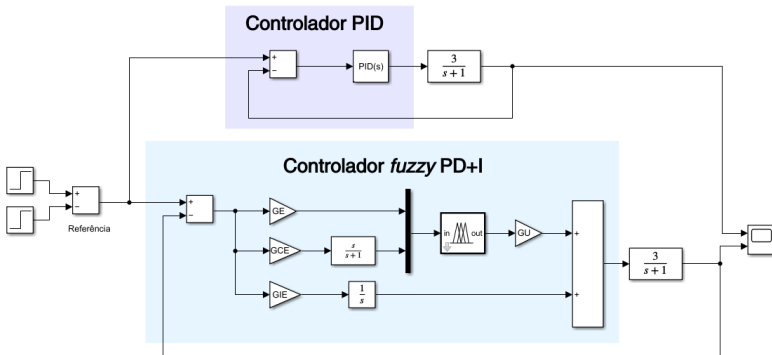 Controlador PID
+
−
PID(s)
3
s + 1
Controlador fuzzy PD+I
+
−
Referência
+
−
GE
GCE
s
s + 1
GIE
1
s
in
out
GU
+
+
3
s + 1